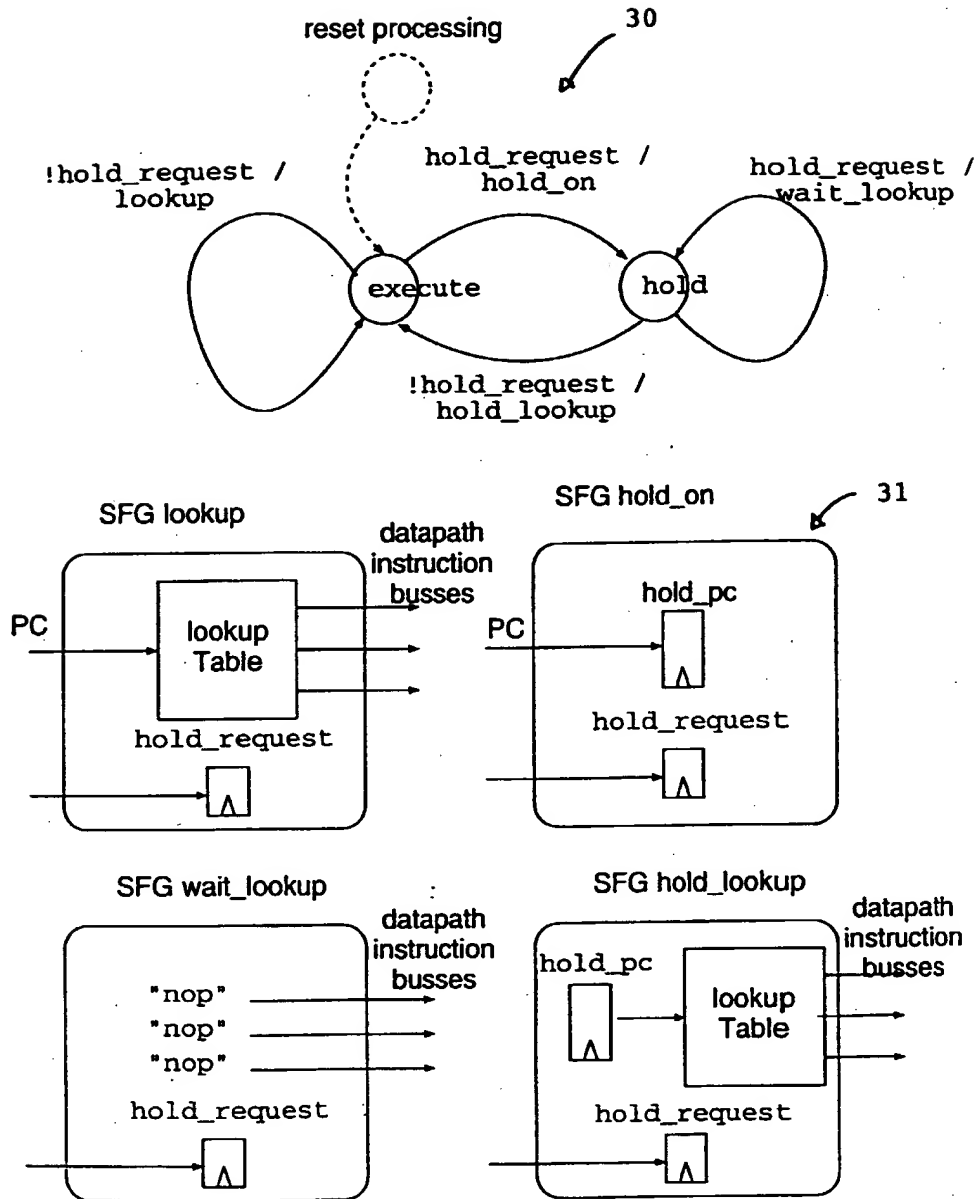 reset processing
30
!hold_request /
lookup
hold_request /
hold_on
hold_request /
wait_lookup
execute
hold
!hold_request /
hold_lookup
SFG lookup
datapath
instruction
busses
PC
lookup
Table
hold_request
SFG hold_on
31
PC
hold_pc
hold_request
SFG wait_lookup
datapath
instruction
busses
"nop"
"nop"
"nop"
hold_request
SFG hold_lookup
datapath
instruction
busses
hold_pc
lookup
Table
hold_request